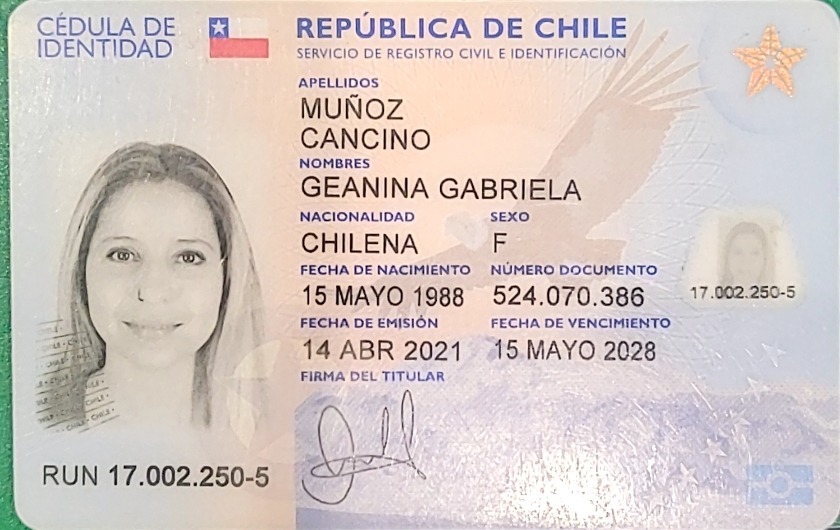 CÉDULA DE
IDENTIDAD
REPÚBLICA DE CHILE
SERVICIO DE REGISTRO CIVIL E IDENTIFICACIÓN
APELLIDOS
MUÑOZ
CANCINO
NOMBRES
GEANINA GABRIELA
NACIONALIDAD SEXO
CHILENA F
FECHA DE NACIMIENTO NÚMERO DOCUMENTO
15 MAYO 1988 524.070.386
17.002.250-5
FECHA DE EMISIÓN FECHA DE VENCIMIENTO
14 ABR 2021 15 MAYO 2028
FIRMA DEL TITULAR
RUN 17.002.250-5